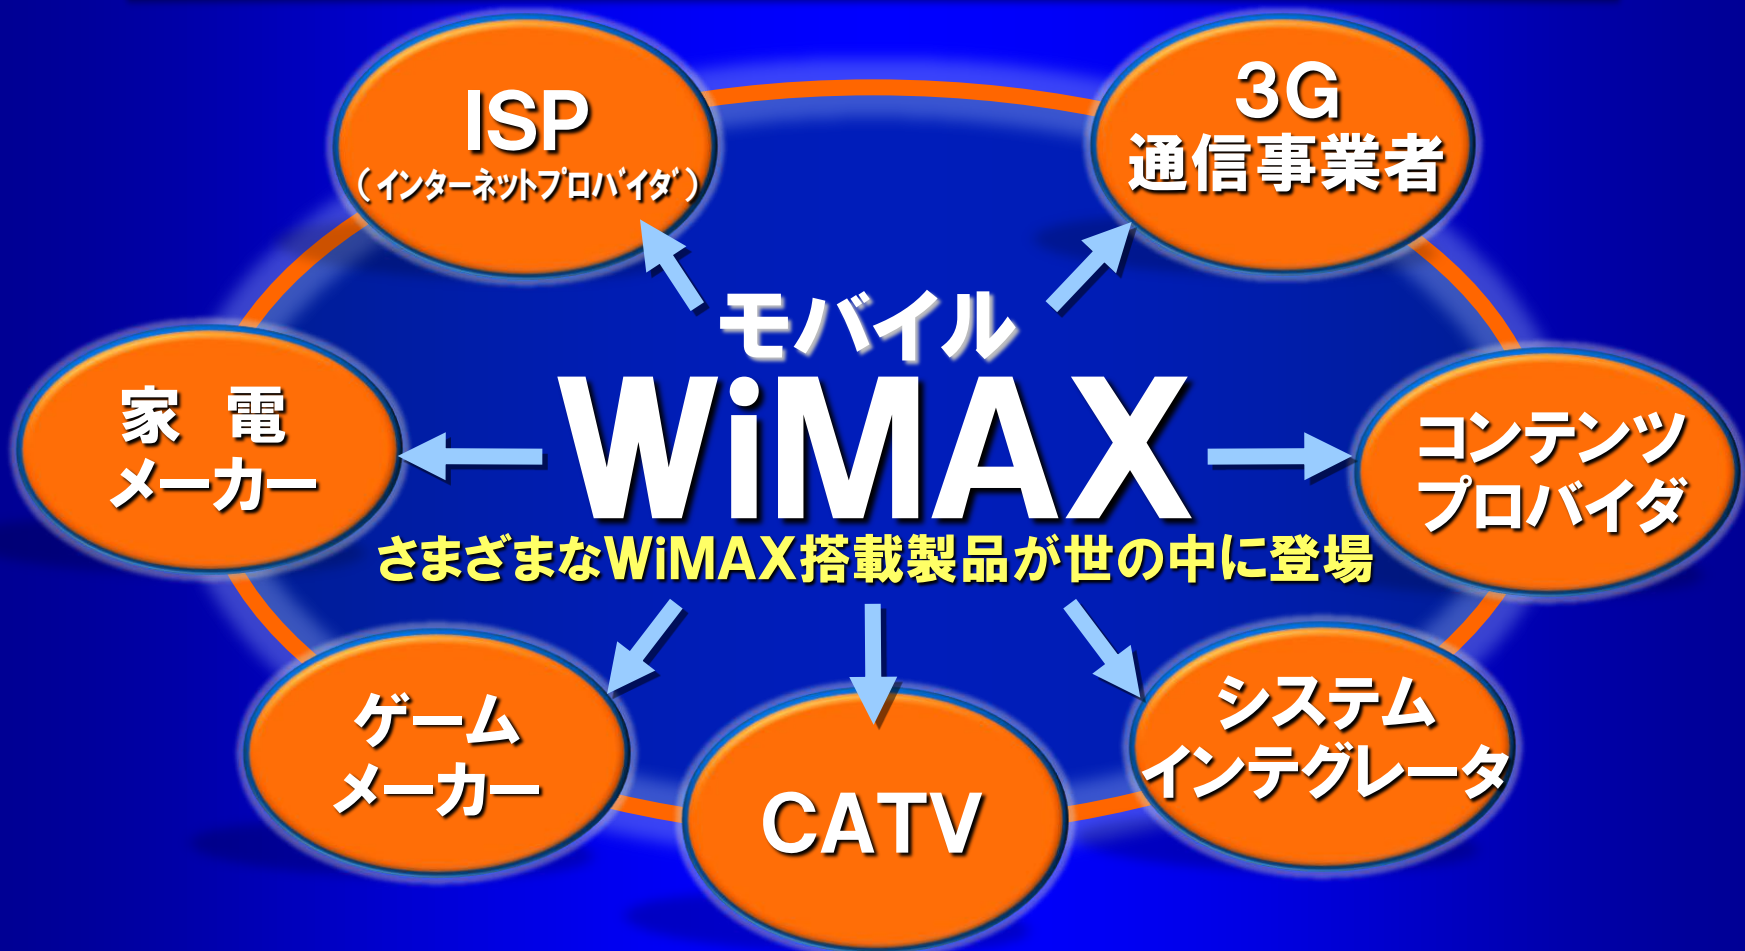 ISP
(インターネットプロバイダ)
3G
通信事業者
モバイル
WiMAX
さまざまなWiMAX搭載製品が世の中に登場
家 電
メーカー
コンテンツ
プロバイダ
ゲーム
メーカー
CATV
システム
インテグレータ